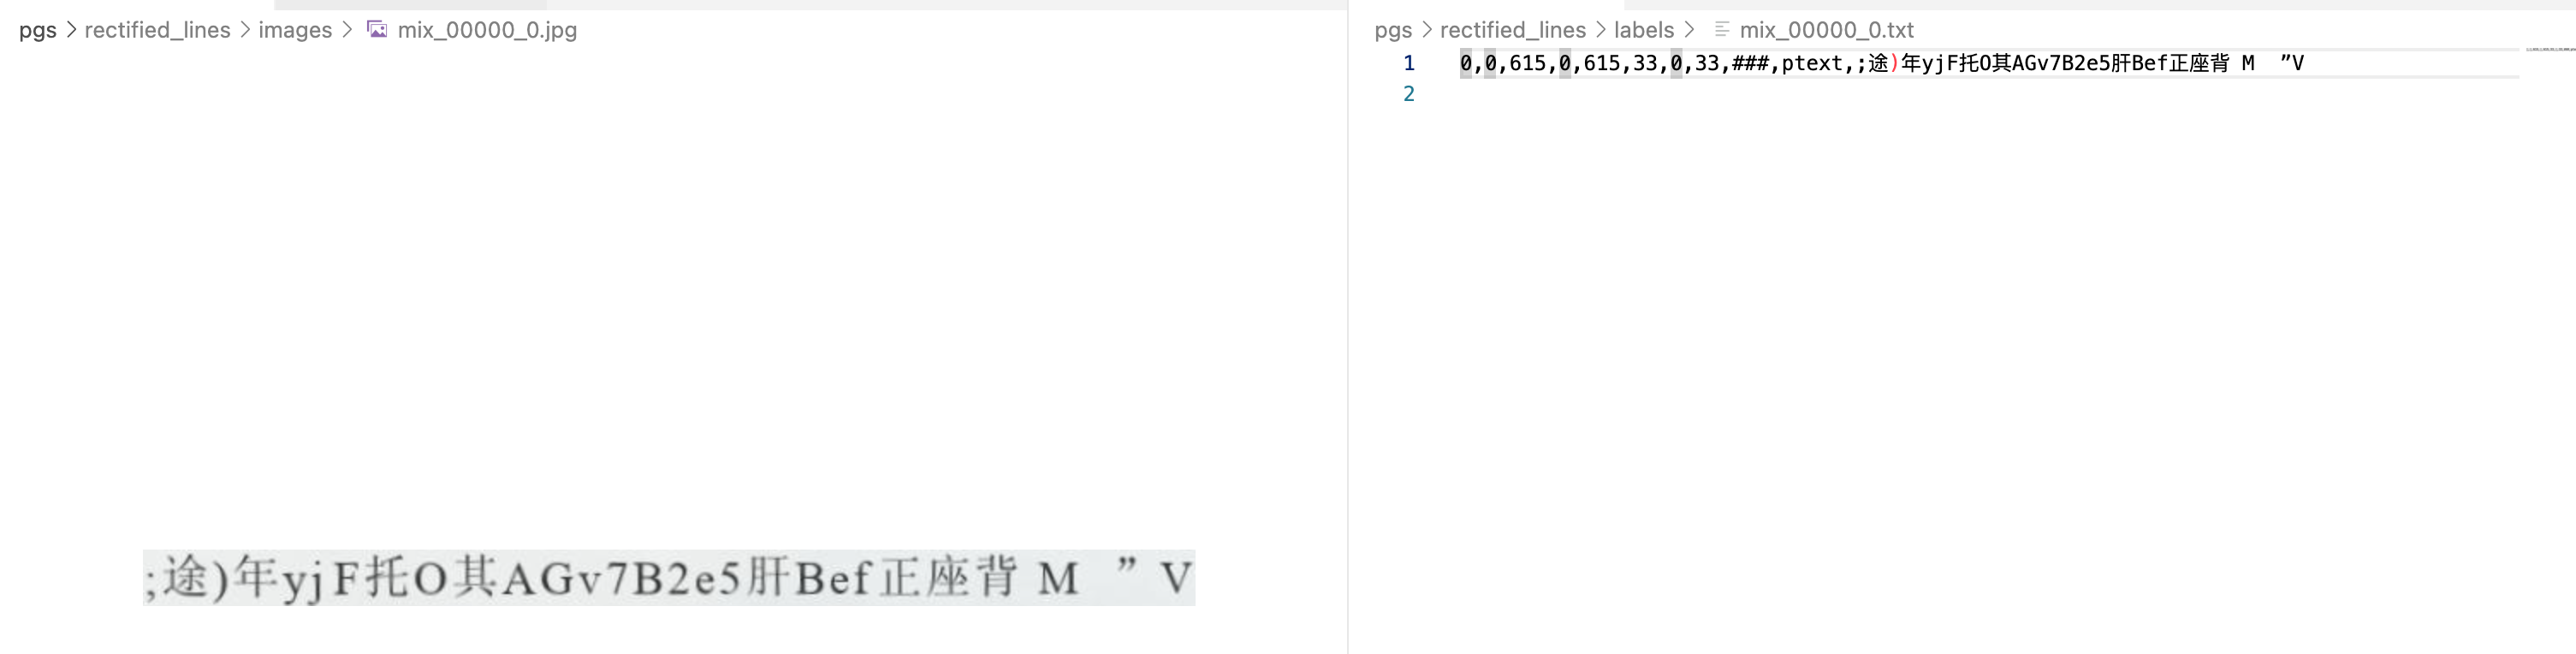 pgs > rectified_lines > images > mix_00000_0.jpg
;途)年yjF托O其AGv7B2e5肝Bef正座背 M ”V
pgs > rectified_lines > labels > mix_00000_0.txt
1 0,0,615,0,615,33,0,33,###,ptext,;途)年yjF托O其AGv7B2e5肝Bef正座背 M  ”V
2